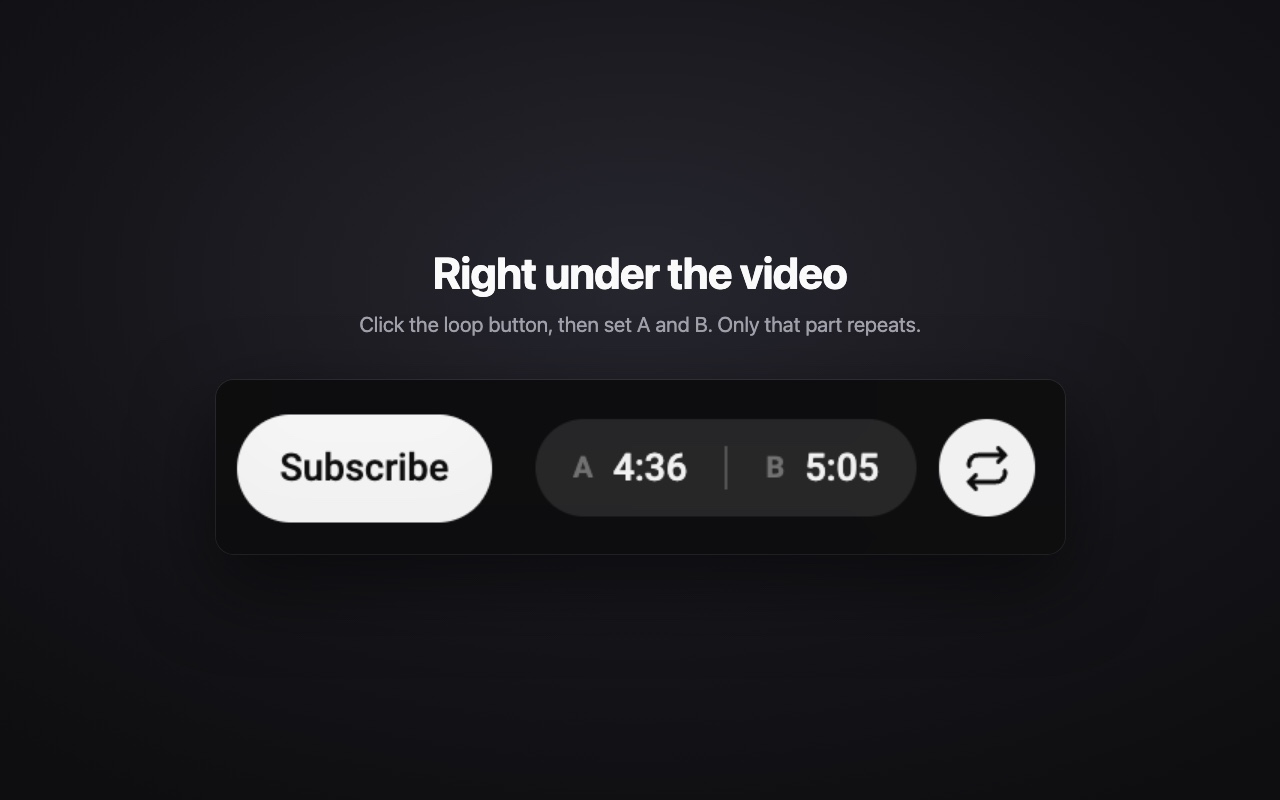 Right under the video
Click the loop button, then set A and B. Only that part repeats.
Subscribe A 4:36 B 5:05